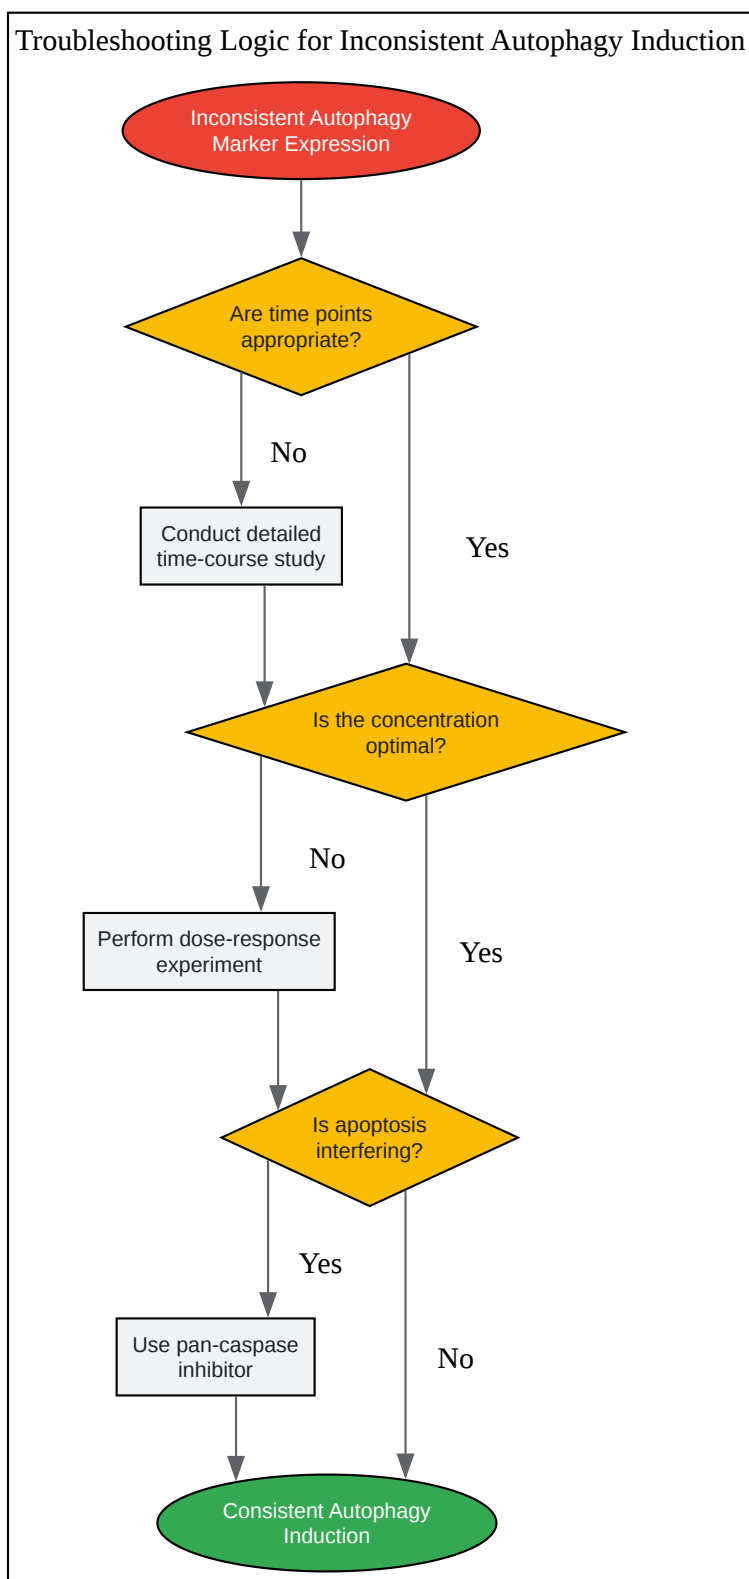 Troubleshooting Logic for Inconsistent Autophagy Induction
Inconsistent Autophagy
Marker Expression
Are time points
appropriate?
No
Conduct detailed
time-course study
Yes
Is the concentration
optimal?
No
Perform dose-response
experiment
Yes
Is apoptosis
interfering?
Yes
Use pan-caspase
inhibitor
No
Consistent Autophagy
Induction